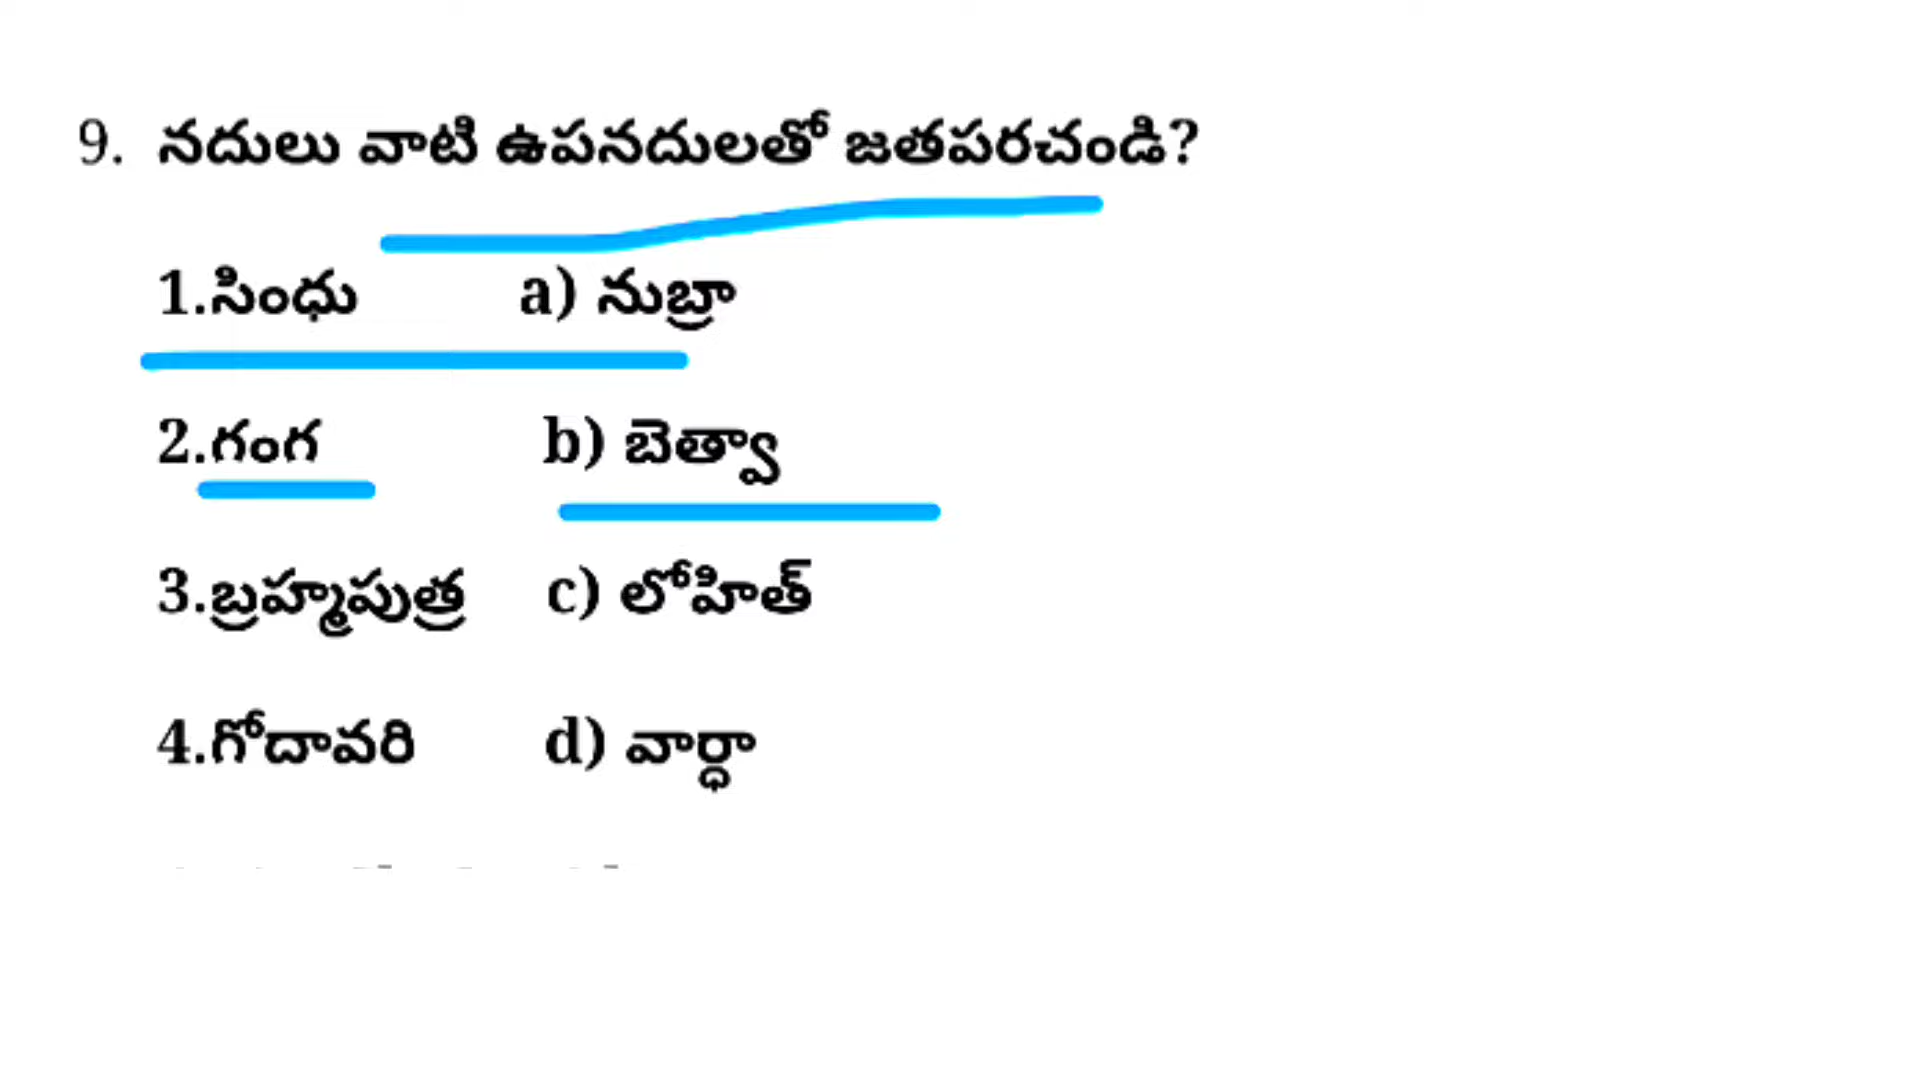 9. నదులు వాటి ఉపనదులతో జతపరచండి?
1.సింధు a) నుబ్రా
2.గంగ b) బెత్వా
3.బ్రహ్మపుత్ర c) లోహిత్
4.గోదావరి d) వార్ధా